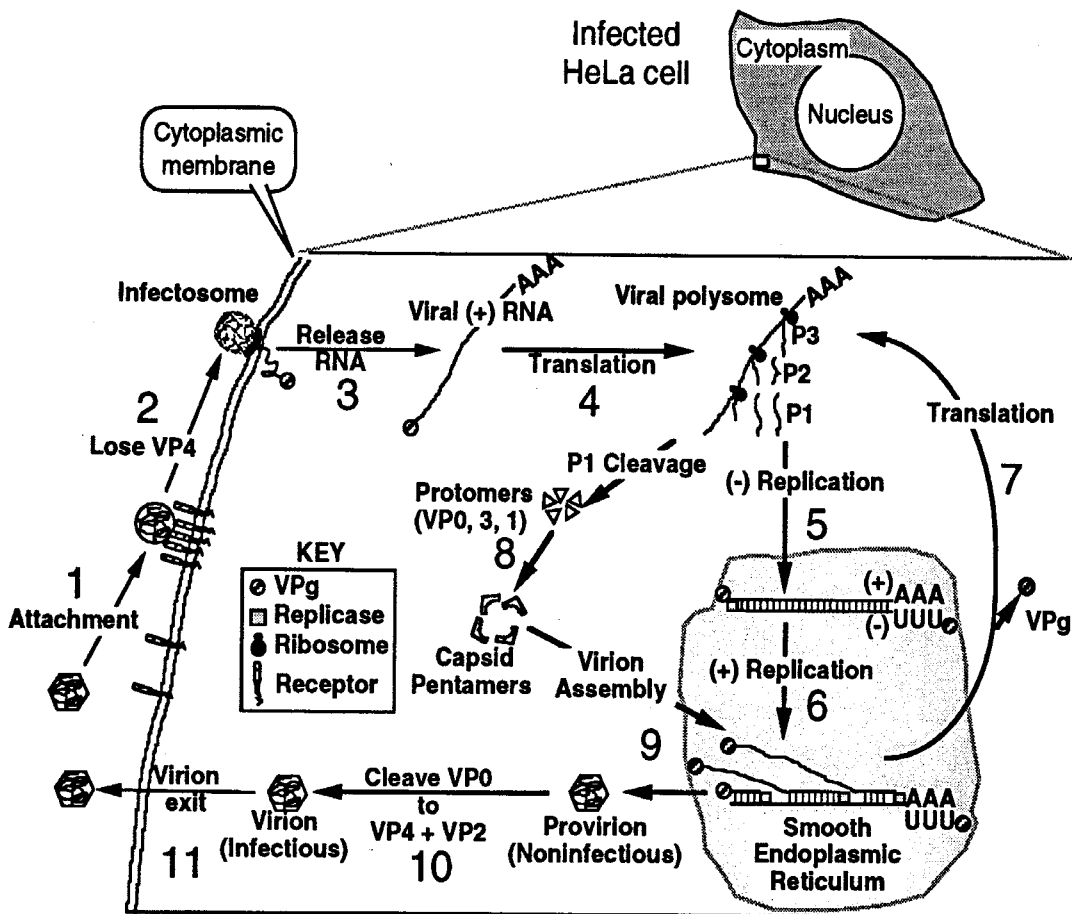 Infected
HeLa cell
Cytoplasm
Nucleus
Cytoplasmic
membrane
Infectosome
Viral (+) RNA
AAA
Viral polysome
AAA
P3
P2
P1
Release
RNA
3
Translation
4
2
Lose VP4
P1 Cleavage
(-) Replication
5
Translation
7
Protomers
(VP0, 3, 1)
8
1
Attachment
KEY
VPg
Replicase
Ribosome
Receptor
(+) AAA
(-) UUU
VPg
Capsid
Pentamers
Virion
Assembly
(+) Replication
6
9
Virion
exit
11
Virion
(Infectious)
Cleave VP0
to
VP4 + VP2
10
Provirion
(Noninfectious)
AAA
UUU
Smooth
Endoplasmic
Reticulum